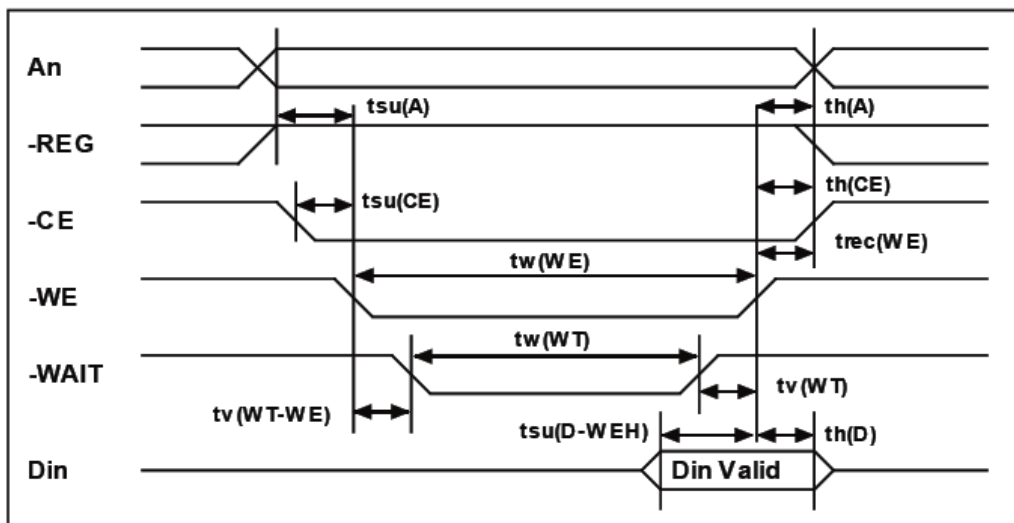 An
tsu(A)
th(A)
-REG
tsu(CE)
th(CE)
-CE
tw(WE)
trec(WE)
-WE
tw(WT)
-WAIT
tv(WT-WE)
tv(WT)
tsu(D-WEH)
th(D)
Din
Din Valid